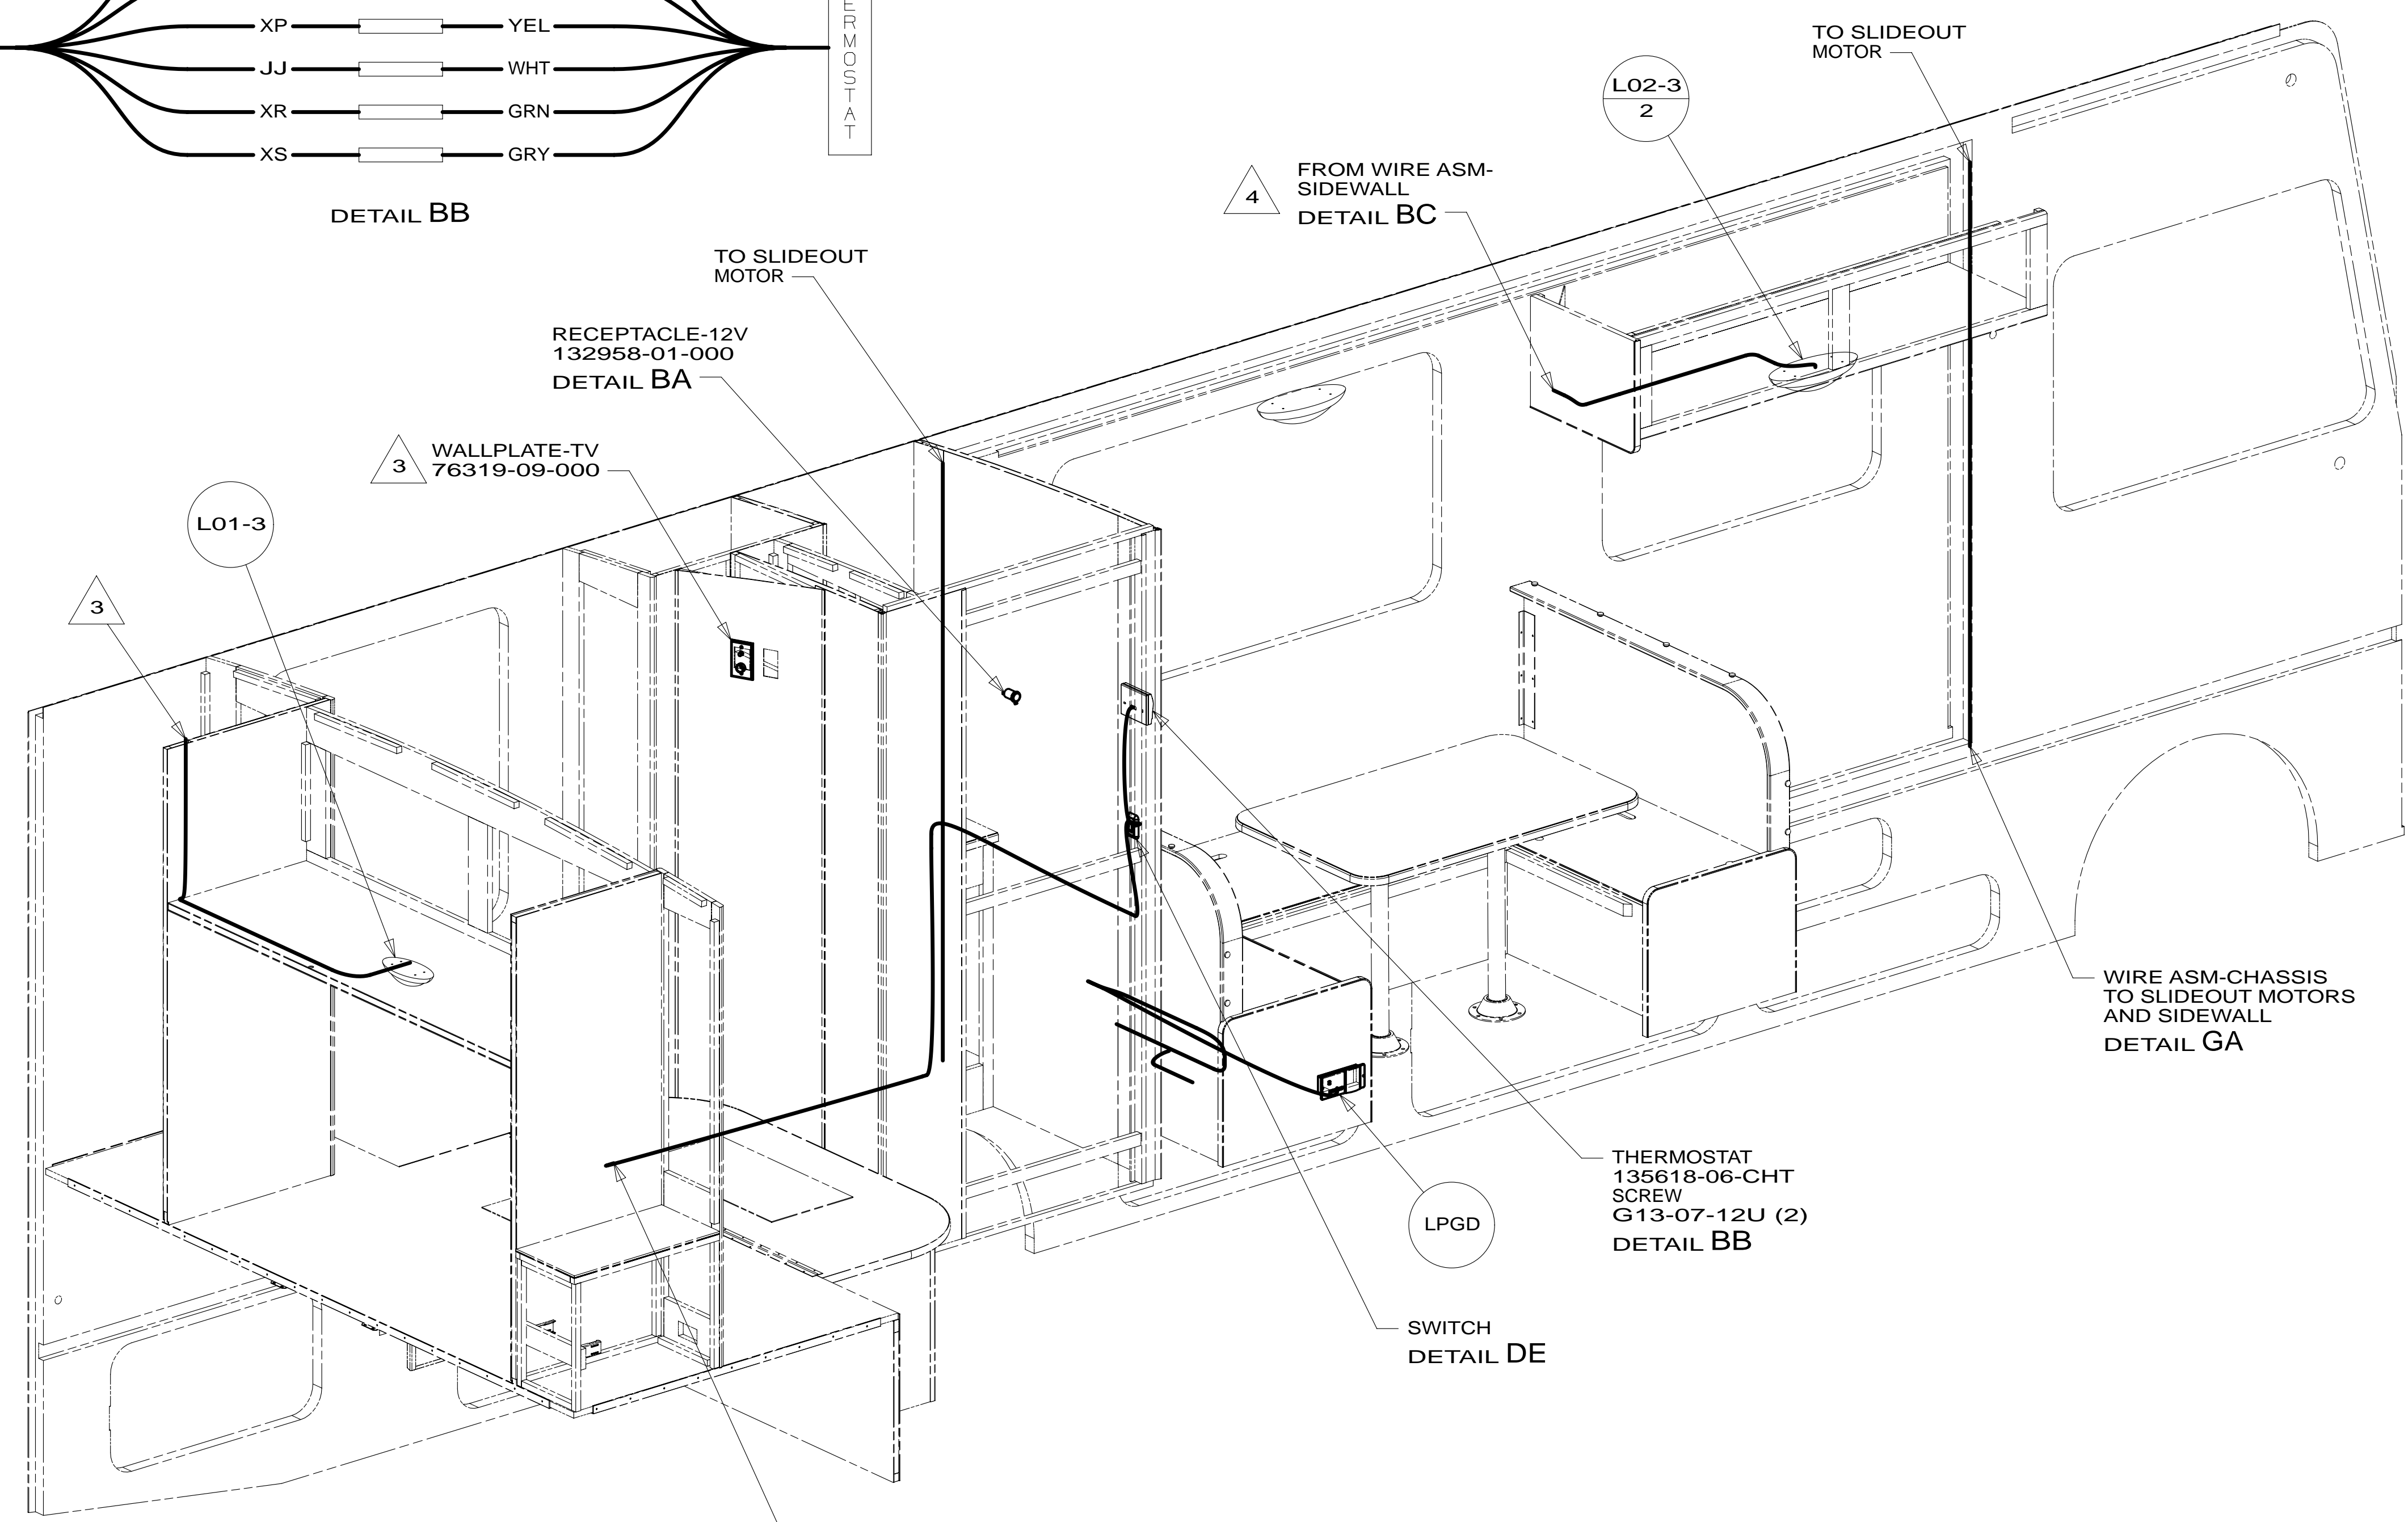 XP YEL
JJ WHT
XR GRN
XS GRY
ERMOSTAT
DETAIL BB
TO SLIDEOUT
MOTOR
L02-3
2
4
FROM WIRE ASM-
SIDEWALL
DETAIL BC
TO SLIDEOUT
MOTOR
RECEPTACLE-12V
132958-01-000
DETAIL BA
3
WALLPLATE-TV
76319-09-000
L01-3
3
WIRE ASM-CHASSIS
TO SLIDEOUT MOTORS
AND SIDEWALL
DETAIL GA
THERMOSTAT
135618-06-CHT
SCREW
G13-07-12U (2)
DETAIL BB
LPGD
SWITCH
DETAIL DE